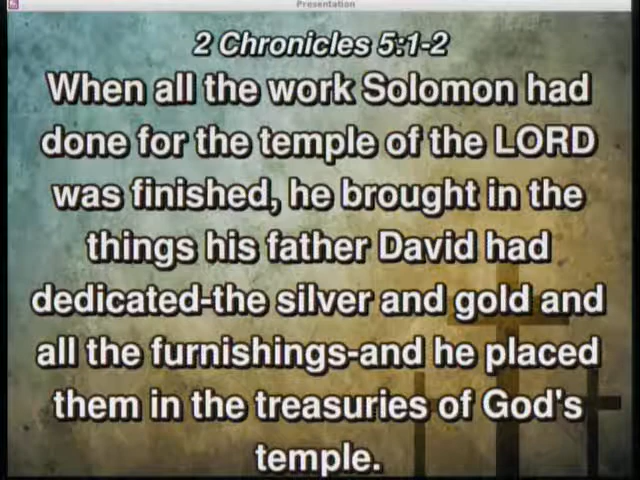 Presentation
2 Chronicles 5:1-2
When all the work Solomon had
done for the temple of the LORD
was finished, he brought in the
things his father David had
dedicated-the silver and gold and
all the furnishings-and he placed
them in the treasuries of God's
temple.